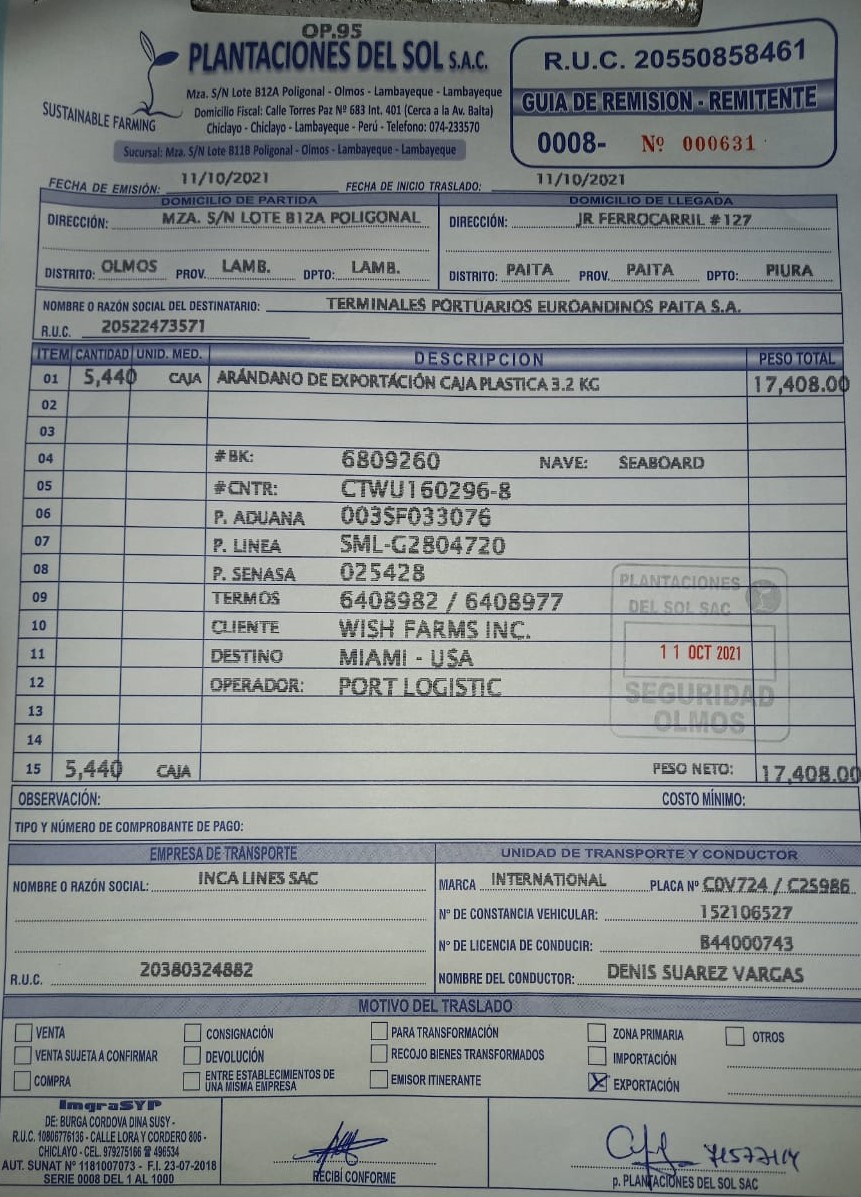 OP.95
PLANTACIONES DEL SOL S.A.C.
SUSTAINABLE FARMING
Mza. S/N Lote B12A Poligonal - Olmos - Lambayeque - Lambayeque
Domicilio Fiscal: Calle Torres Paz Nº 683 Int. 401 (Cerca a la Av. Balta)
Chiclayo - Chiclayo - Lambayeque - Perú - Telefono: 074-233570
Sucursal: Mza. S/N Lote B11B Poligonal - Olmos - Lambayeque - Lambayeque
R.U.C. 20550858461
GUIA DE REMISION - REMITENTE
0008- Nº 000631
FECHA DE EMISIÓN: 11/10/2021 FECHA DE INICIO TRASLADO: 11/10/2021
DOMICILIO DE PARTIDA DOMICILIO DE LLEGADA
DIRECCIÓN: MZA. S/N LOTE B12A POLIGONAL DIRECCIÓN: JR FERROCARRIL #127
DISTRITO: OLMOS PROV. LAMB. DPTO: LAMB. DISTRITO: PAITA PROV. PAITA DPTO: PIURA
NOMBRE O RAZÓN SOCIAL DEL DESTINATARIO: TERMINALES PORTUARIOS EUROANDINOS PAITA S.A.
R.U.C. 20522473571
ITEM CANTIDAD UNID. MED. DESCRIPCION PESO TOTAL
01 5,440 CAJA ARÁNDANO DE EXPORTÁCIÓN CAJA PLASTICA 3.2 KG 17,408.00
02
03
04 #BK: 6809260 NAVE: SEABOARD
05 #CNTR: CTWU160296-8
06 P. ADUANA 003SF033076
07 P. LINEA SML-G2804720
08 P. SENASA 025428
09 TERMOS 6408982 / 6408977
10 CLIENTE WISH FARMS INC.
11 DESTINO MIAMI - USA
12 OPERADOR: PORT LOGISTIC
13
14
15 5,440 CAJA PESO NETO: 17,408.00
PLANTACIONES
DEL SOL SAC
11 OCT 2021
SEGURIDAD
OLMOS
OBSERVACIÓN: COSTO MÍNIMO:
TIPO Y NÚMERO DE COMPROBANTE DE PAGO:
EMPRESA DE TRANSPORTE UNIDAD DE TRANSPORTE Y CONDUCTOR
NOMBRE O RAZÓN SOCIAL: INCA LINES SAC MARCA INTERNATIONAL PLACA Nº C0V724 / C25986
Nº DE CONSTANCIA VEHICULAR: 152106527
Nº DE LICENCIA DE CONDUCIR: B44000743
R.U.C. 20380324882 NOMBRE DEL CONDUCTOR: DENIS SUAREZ VARGAS
MOTIVO DEL TRASLADO
VENTA CONSIGNACIÓN PARA TRANSFORMACIÓN ZONA PRIMARIA OTROS
VENTA SUJETA A CONFIRMAR DEVOLUCIÓN RECOJO BIENES TRANSFORMADOS IMPORTACIÓN
COMPRA ENTRE ESTABLECIMIENTOS DE UNA MISMA EMPRESA EMISOR ITINERANTE X EXPORTACIÓN
ImgraSYP
DE: BURGA CORDOVA DINA SUSY -
R.U.C. 10806776136 - CALLE LORA Y CORDERO 806 -
CHICLAYO - CEL. 979275166 ☎ 496534
AUT. SUNAT Nº 1181007073 - F.I. 23-07-2018
SERIE 0008 DEL 1 AL 1000
RECIBÍ CONFORME
p. PLANTACIONES DEL SOL SAC